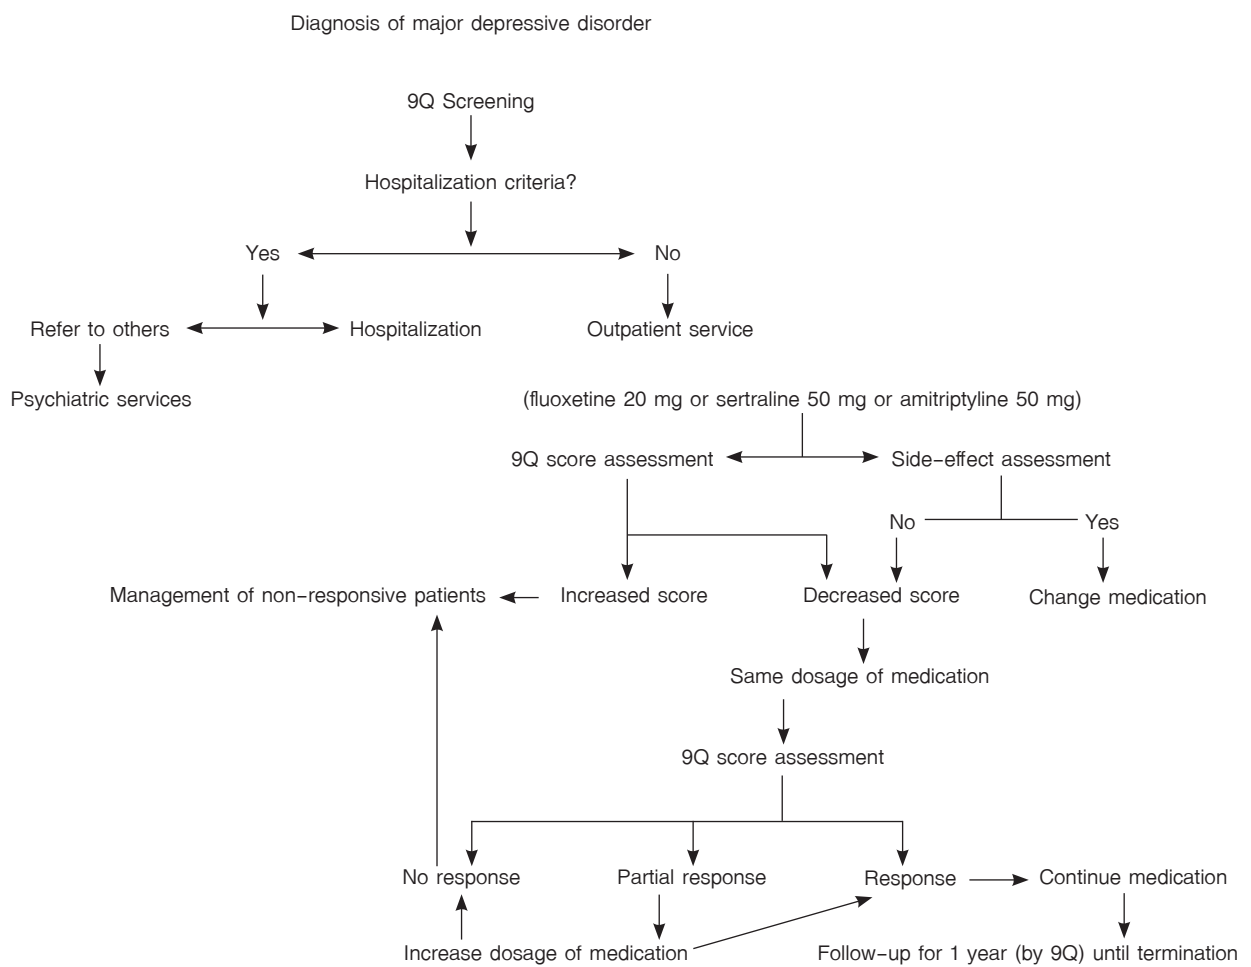 Diagnosis of major depressive disorder
9Q Screening
Hospitalization criteria?
Yes
No
Refer to others
Hospitalization
Outpatient service
Psychiatric services
(fluoxetine 20 mg or sertraline 50 mg or amitriptyline 50 mg)
9Q score assessment
Side-effect assessment
No
Yes
Management of non-responsive patients
Increased score
Decreased score
Change medication
Same dosage of medication
9Q score assessment
No response
Partial response
Response
Continue medication
Increase dosage of medication
Follow-up for 1 year (by 9Q) until termination